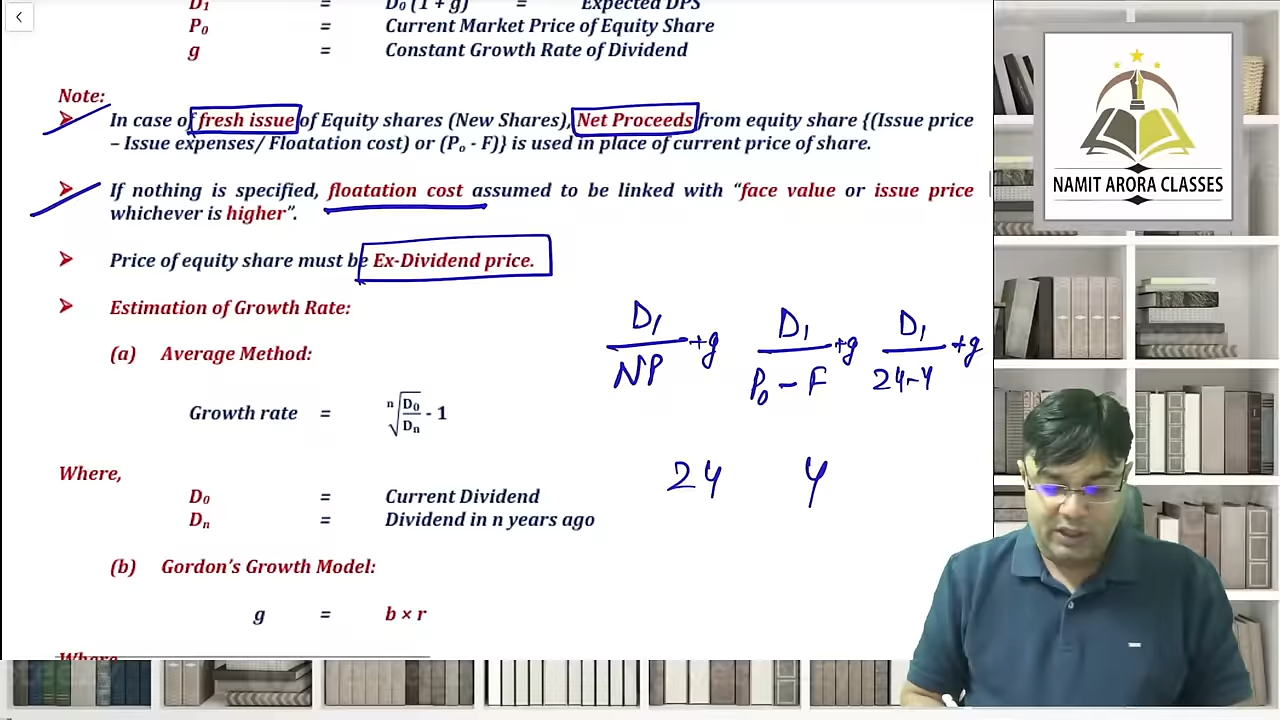 D₁ = D₀ (1 + g) = Expected DPS
P₀ = Current Market Price of Equity Share
g = Constant Growth Rate of Dividend
Note:
➢ In case of fresh issue of Equity shares (New Shares), Net Proceeds from equity share {(Issue price
– Issue expenses/ Floatation cost) or (P₀ - F)} is used in place of current price of share.
➢ If nothing is specified, floatation cost assumed to be linked with “face value or issue price
whichever is higher”.
➢ Price of equity share must be Ex-Dividend price.
➢ Estimation of Growth Rate:
(a) Average Method:
Growth rate = ⁿ√(D₀/Dₙ) - 1
Where,
D₀ = Current Dividend
Dₙ = Dividend in n years ago
(b) Gordon’s Growth Model:
g = b × r
Where
D₁/NP +g
D₁/(P₀ – F) +g
D₁/(24-4) +g
24 4
NAMIT ARORA CLASSES